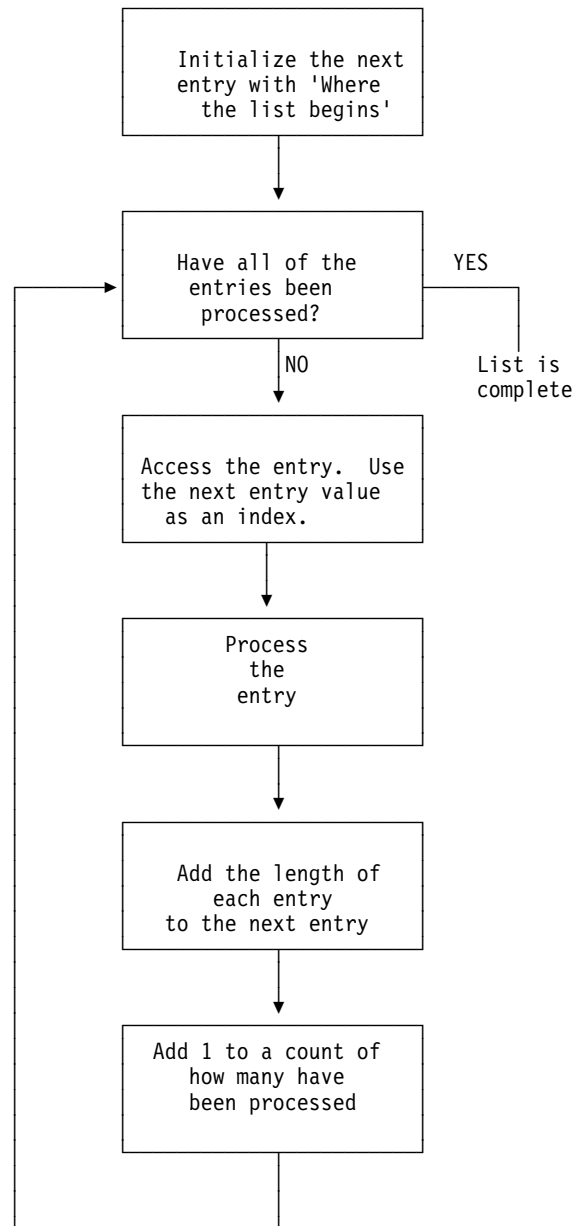 Initialize the next
entry with 'Where
the list begins'
Have all of the
entries been
processed?
YES
List is
complete
NO
Access the entry.  Use
the next entry value
as an index.
Process
the
entry
Add the length of
each entry
to the next entry
Add 1 to a count of
how many have
been processed